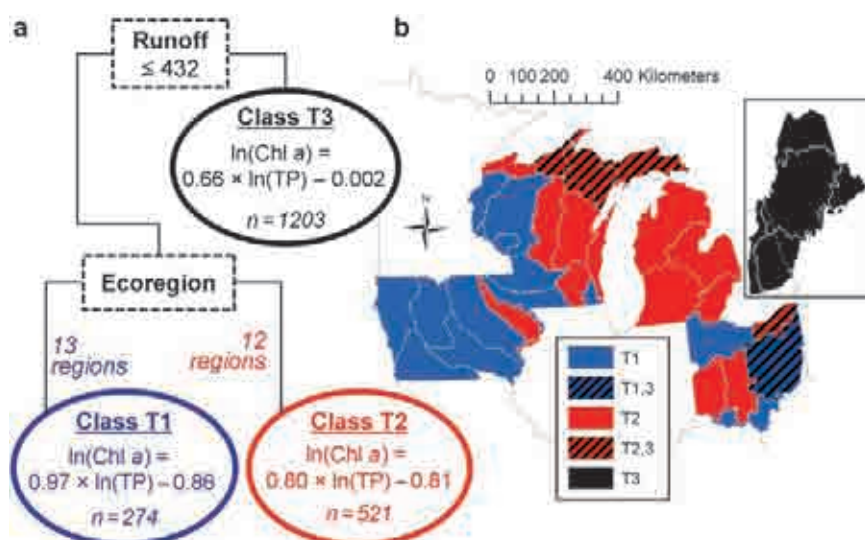 a
Runoff
≤ 432
Class T3
ln(Chl a) =
0.66 × ln(TP) – 0.002
n = 1203
Ecoregion
13
regions
12
regions
Class T1
ln(Chl a) =
0.97 × ln(TP) – 0.86
n = 274
Class T2
ln(Chl a) =
0.80 × ln(TP) – 0.81
n = 521
b
0 100 200 400 Kilometers
N
T1
T1,3
T2
T2,3
T3